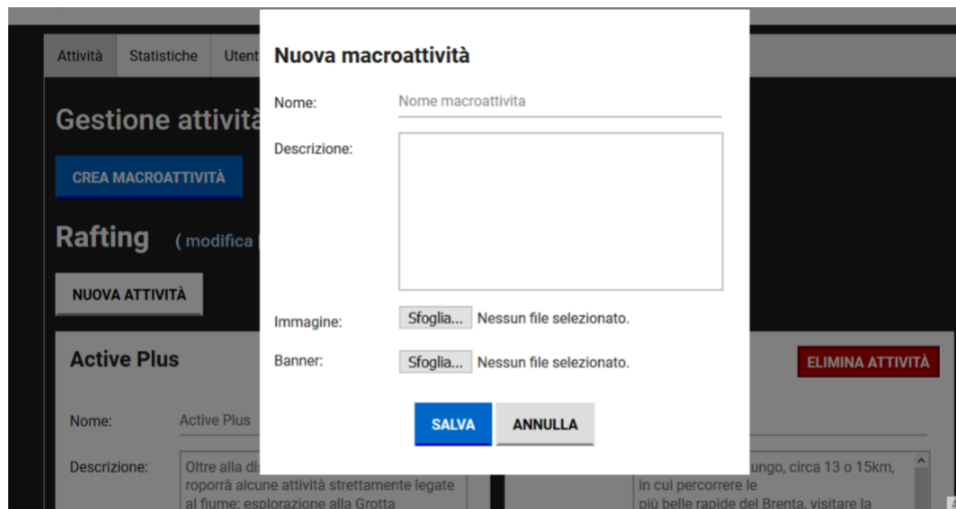 Attività Statistiche Utent
Gestione attività
CREA MACROATTIVITÀ
Rafting ( modifica
NUOVA ATTIVITÀ
Active Plus
ELIMINA ATTIVITÀ
Nome: Active Plus
Descrizione: Oltre alla di
roporrà alcune attività strettamente legate
al fiume: esplorazione alla Grotta
ungo, circa 13 o 15km,
in cui percorrere le
più belle rapide del Brenta, visitare la
Nuova macroattività
Nome: Nome macroattivita
Descrizione:
Immagine: Sfoglia... Nessun file selezionato.
Banner: Sfoglia... Nessun file selezionato.
SALVA ANNULLA